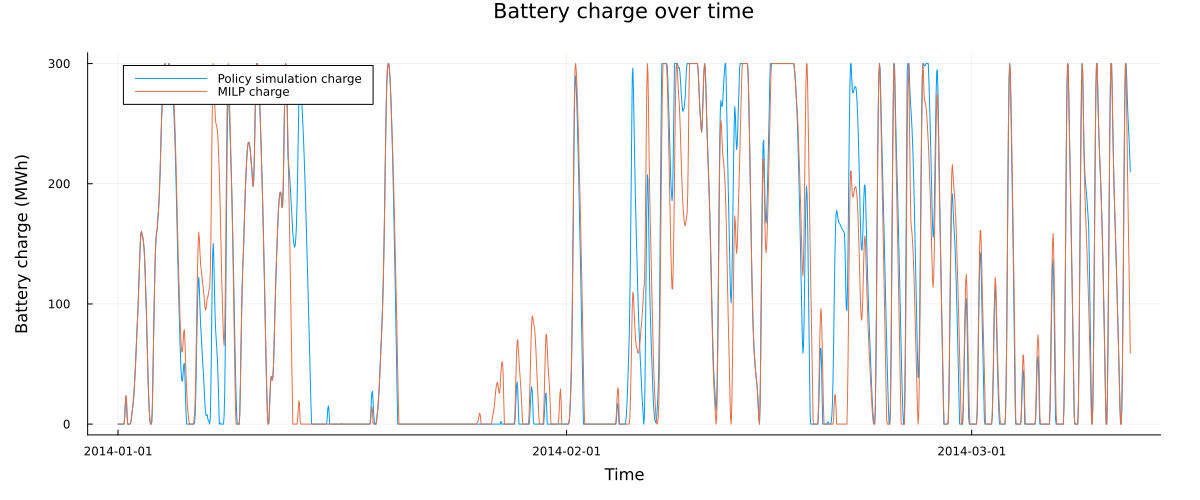 Battery charge over time
Policy simulation charge
MILP charge
300
200
100
0
Battery charge (MWh)
2014-01-01
2014-02-01
2014-03-01
Time